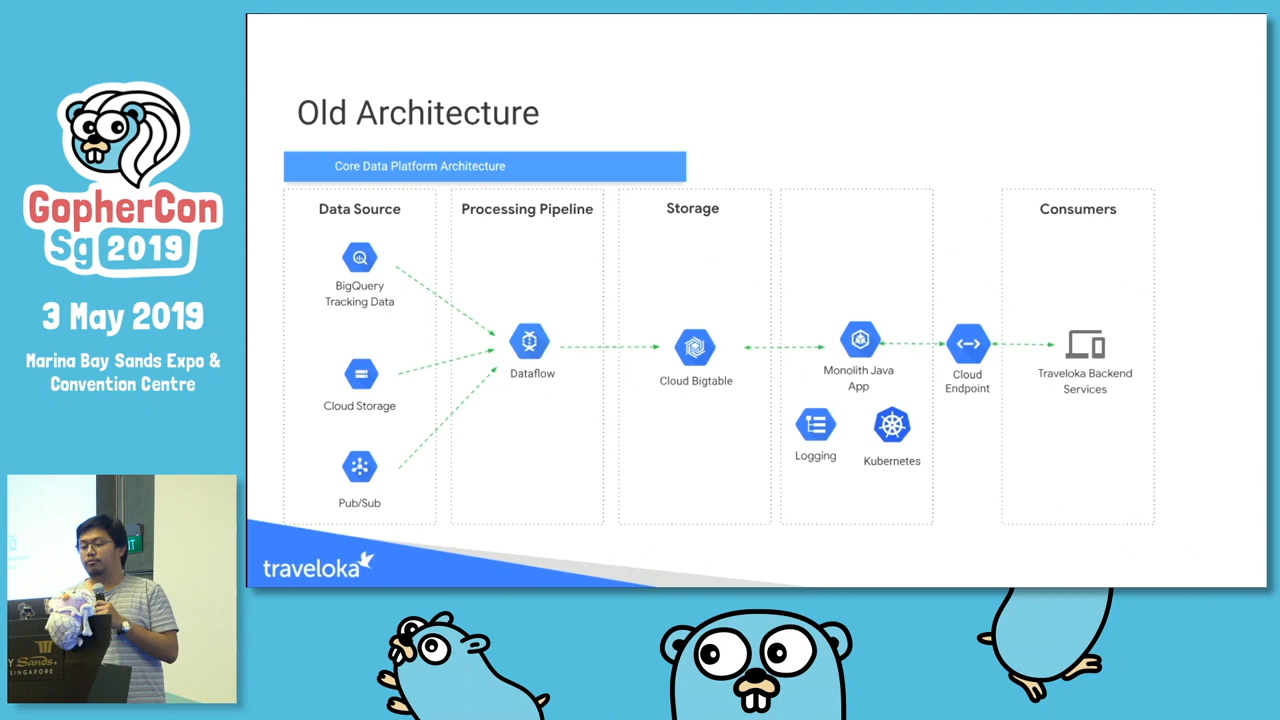 GopherCon
Sg 2019
3 May 2019
Marina Bay Sands Expo &
Convention Centre
Old Architecture
Core Data Platform Architecture
Data Source
Processing Pipeline
Storage
Consumers
BigQuery
Tracking Data
Cloud Storage
Pub/Sub
Dataflow
Cloud Bigtable
Monolith Java
App
Logging
Kubernetes
Cloud
Endpoint
Traveloka Backend
Services
traveloka
Sands
SINGAPORE